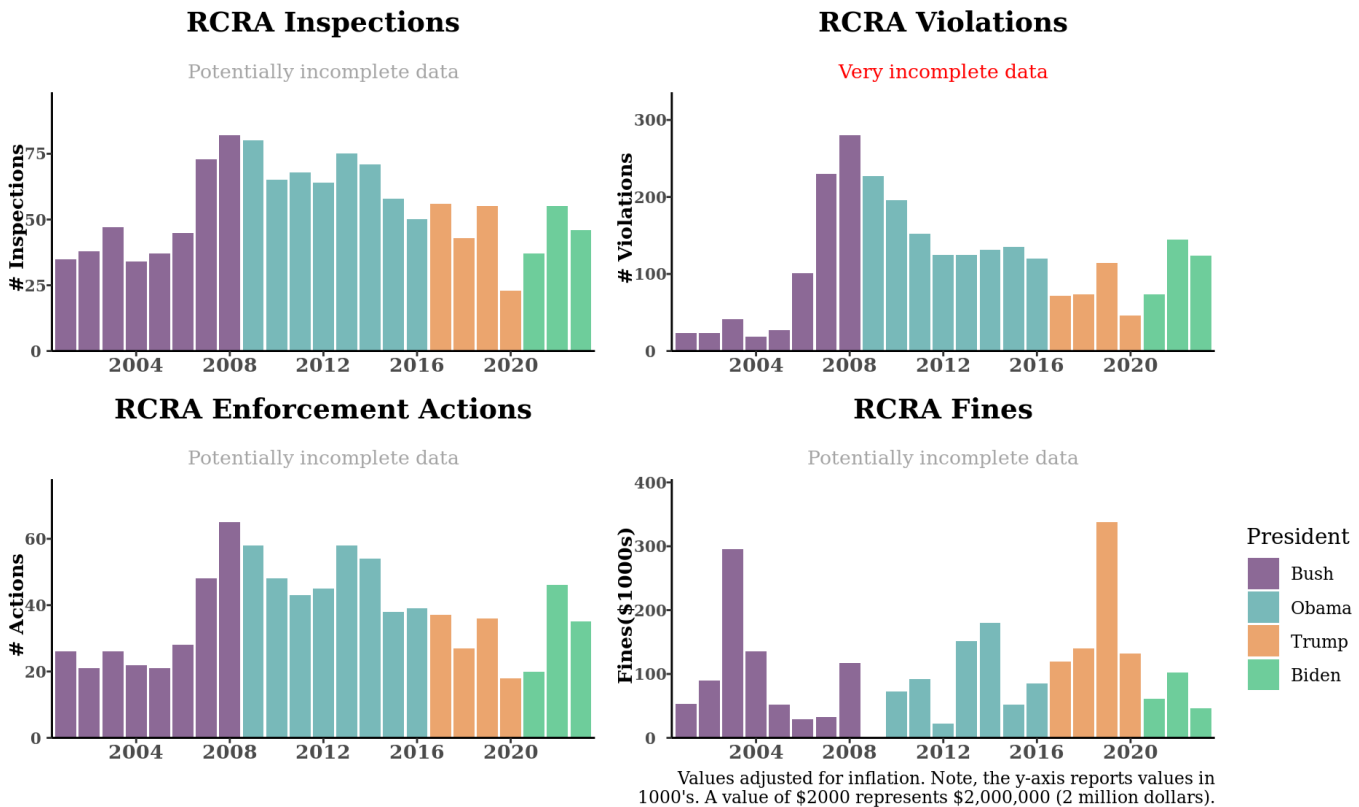 RCRA Inspections
Potentially incomplete data
# Inspections
75
50
25
0
2004 2008 2012 2016 2020
RCRA Violations
Very incomplete data
# Violations
300
200
100
0
2004 2008 2012 2016 2020
RCRA Enforcement Actions
Potentially incomplete data
# Actions
60
40
20
0
2004 2008 2012 2016 2020
RCRA Fines
Potentially incomplete data
Fines($1000s)
400
300
200
100
0
2004 2008 2012 2016 2020
President
Bush
Obama
Trump
Biden
Values adjusted for inflation. Note, the y-axis reports values in
1000's. A value of $2000 represents $2,000,000 (2 million dollars).